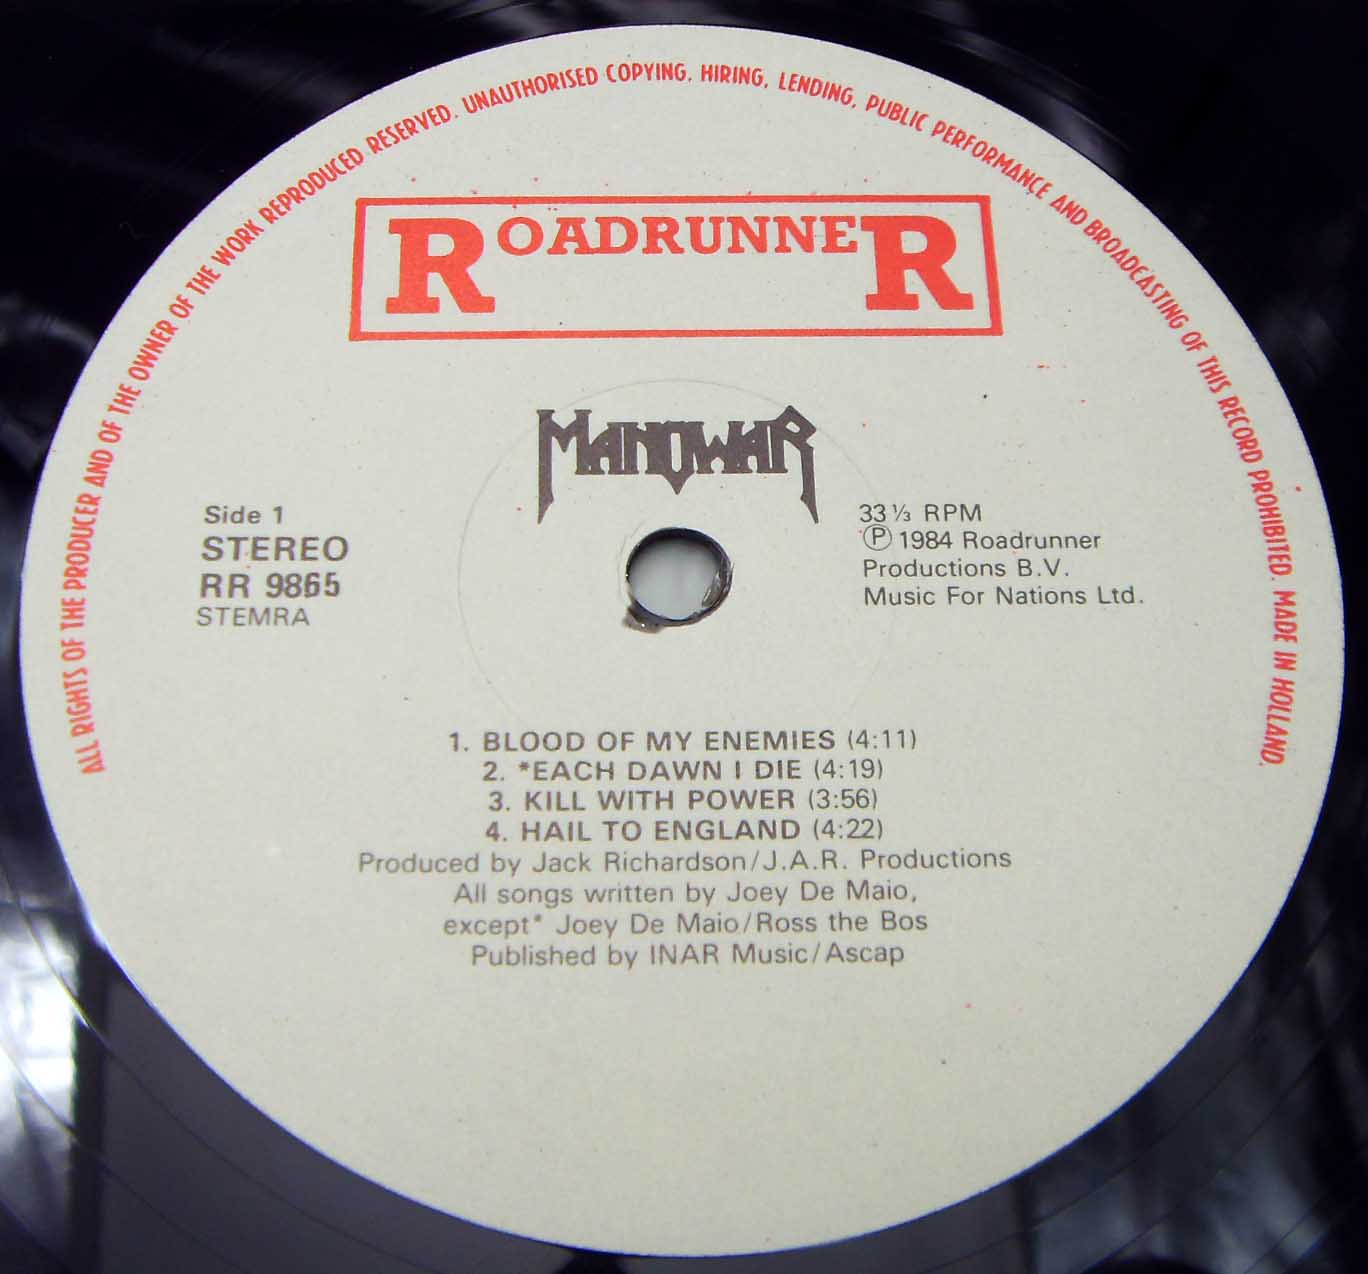 ALL RIGHTS OF THE PRODUCER AND OF THE OWNER OF THE WORK REPRODUCED RESERVED. UNAUTHORISED COPYING, HIRING, LENDING, PUBLIC PERFORMANCE AND BROADCASTING OF THIS RECORD PROHIBITED. MADE IN HOLLAND.
ROADRUNNER
MANOWAR
Side 1
STEREO
RR 9865
STEMRA
33 ⅓ RPM
Ⓟ 1984 Roadrunner
Productions B.V.
Music For Nations Ltd.
1. BLOOD OF MY ENEMIES (4:11)
2. *EACH DAWN I DIE (4:19)
3. KILL WITH POWER (3:56)
4. HAIL TO ENGLAND (4:22)
Produced by Jack Richardson/J.A.R. Productions
All songs written by Joey De Maio,
except* Joey De Maio/Ross the Bos
Published by INAR Music/Ascap